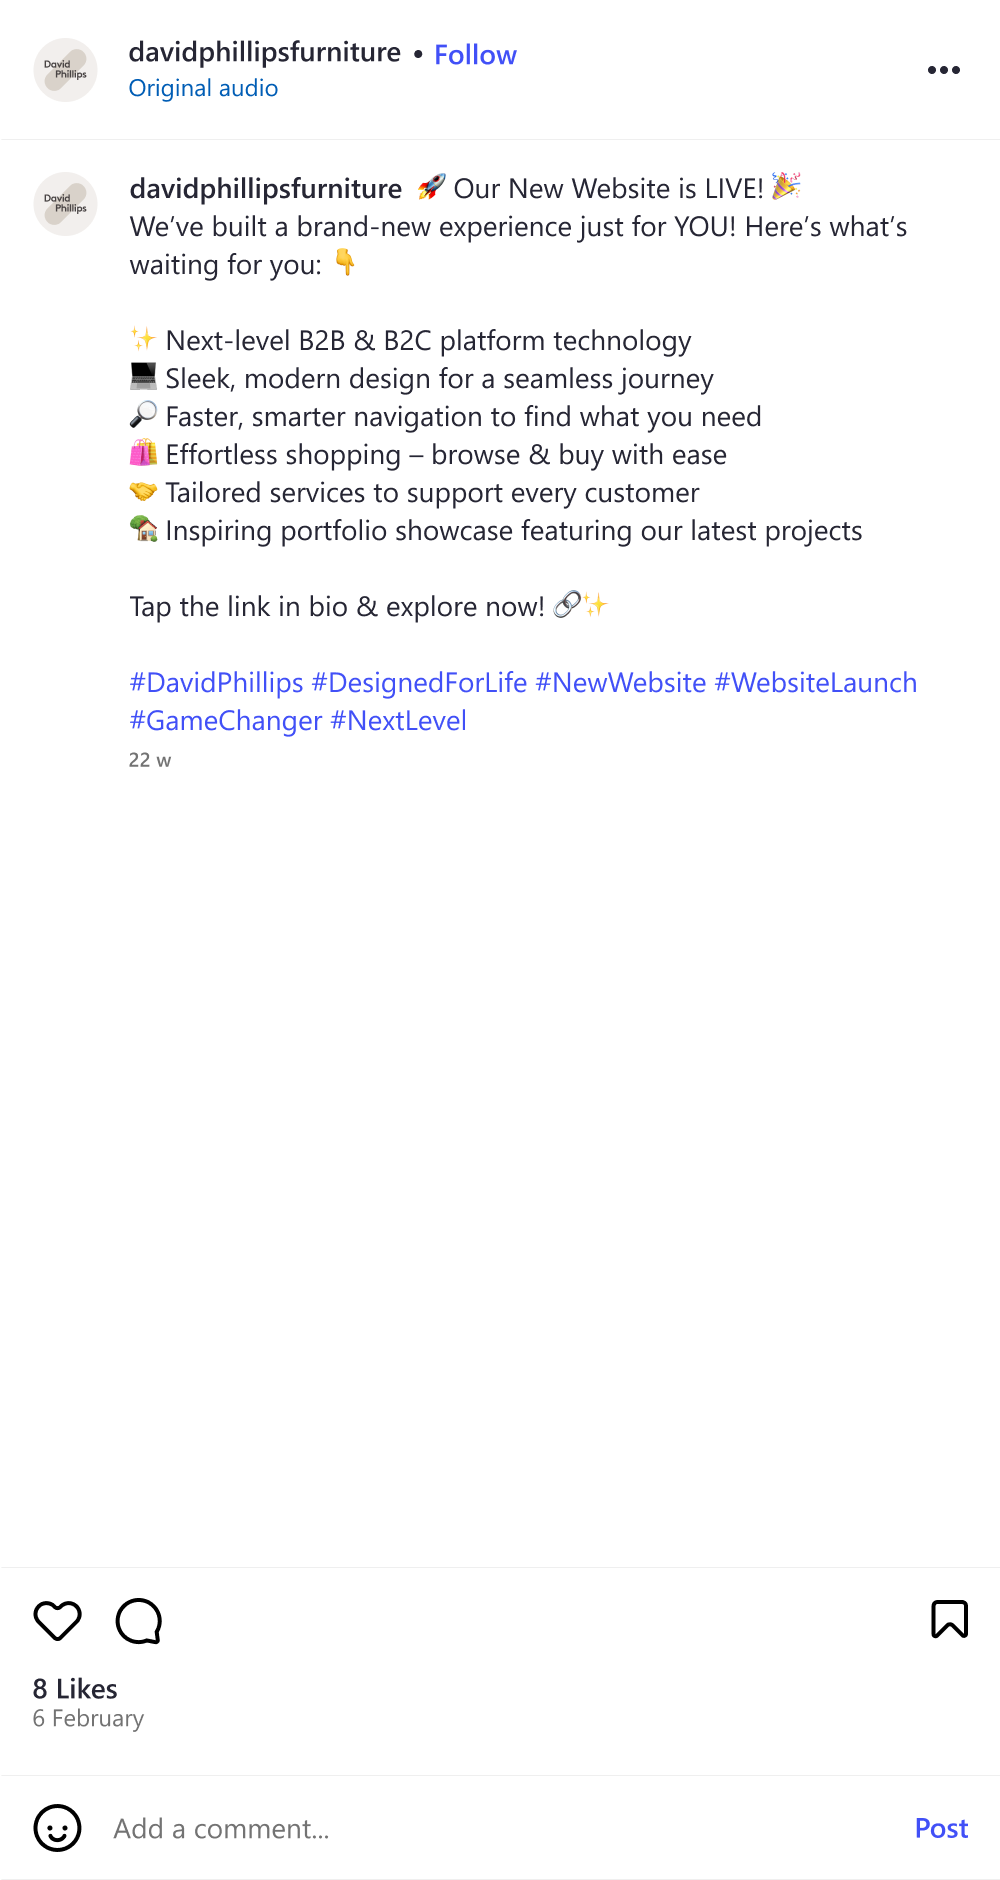 David
Phillips
davidphillipsfurniture • Follow
Original audio
David
Phillips
davidphillipsfurniture 🚀 Our New Website is LIVE! 🎉
We’ve built a brand-new experience just for YOU! Here’s what’s
waiting for you: 👇
✨ Next-level B2B & B2C platform technology
💻 Sleek, modern design for a seamless journey
🔎 Faster, smarter navigation to find what you need
🛍️ Effortless shopping – browse & buy with ease
🤝 Tailored services to support every customer
🏡 Inspiring portfolio showcase featuring our latest projects
Tap the link in bio & explore now! 🔗✨
#DavidPhillips #DesignedForLife #NewWebsite #WebsiteLaunch
#GameChanger #NextLevel
22 w
8 Likes
6 February
Add a comment...
Post